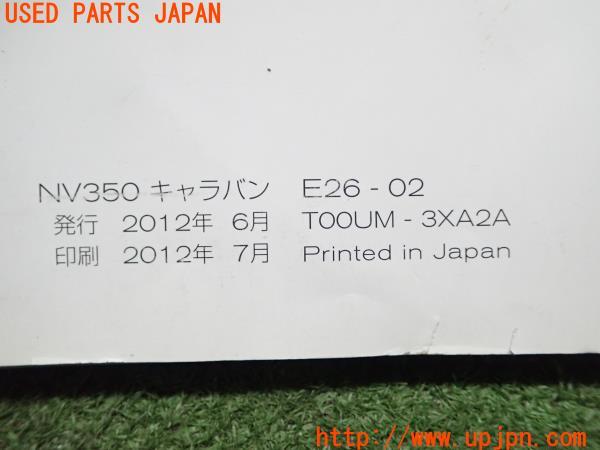 USED PARTS JAPAN
NV350 キャラバン E26 - 02
発行 2012年 6月 T00UM - 3XA2A
印刷 2012年 7月 Printed in Japan
http://www.upjpn.com/